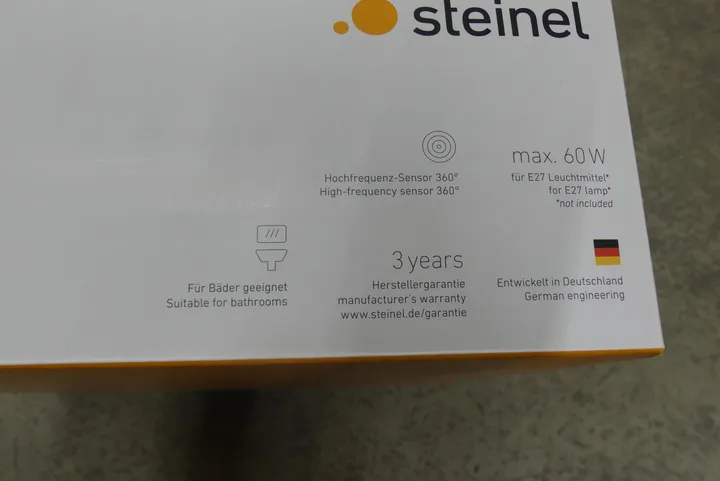 steinel
Hochfrequenz-Sensor 360°
High-frequency sensor 360°
max. 60 W
für E27 Leuchtmittel*
for E27 lamp*
*not included
Für Bäder geeignet
Suitable for bathrooms
3 years
Herstellergarantie
manufacturer's warranty
www.steinel.de/garantie
Entwickelt in Deutschland
German engineering